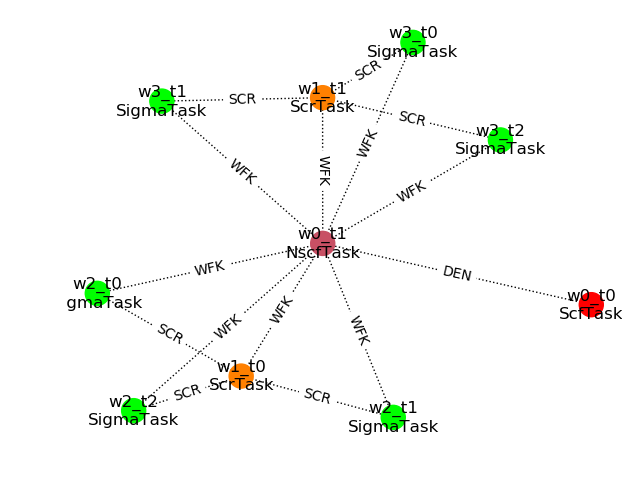 w3_t0
SigmaTask
SCR
w3_t1
SigmaTask
SCR
w1_t1
ScrTask
SCR
w3_t2
SigmaTask
WFK
WFK
WFK
WFK
w0_t1
NscfTask
WFK
DEN
w2_t0
gmaTask
w0_t0
ScfTask
WFK
WFK
WFK
SCR
w1_t0
ScrTask
SCR
SCR
w2_t2
SigmaTask
w2_t1
SigmaTask